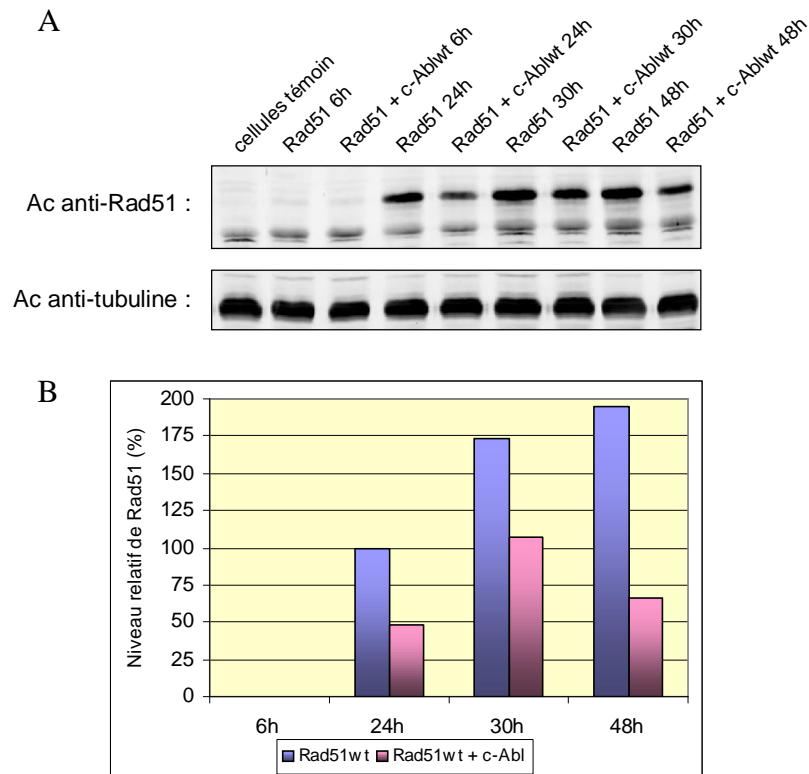 A
cellules témoin
Rad51 6h
Rad51 + c-Ablwt 6h
Rad51 24h
Rad51 + c-Ablwt 24h
Rad51 30h
Rad51 + c-Ablwt 30h
Rad51 48h
Rad51 + c-Ablwt 48h
Ac anti-Rad51 :
Ac anti-tubuline :
B
Niveau relatif de Rad51 (%)
200
175
150
125
100
75
50
25
0
6h 24h 30h 48h
Rad51wt Rad51wt + c-Abl